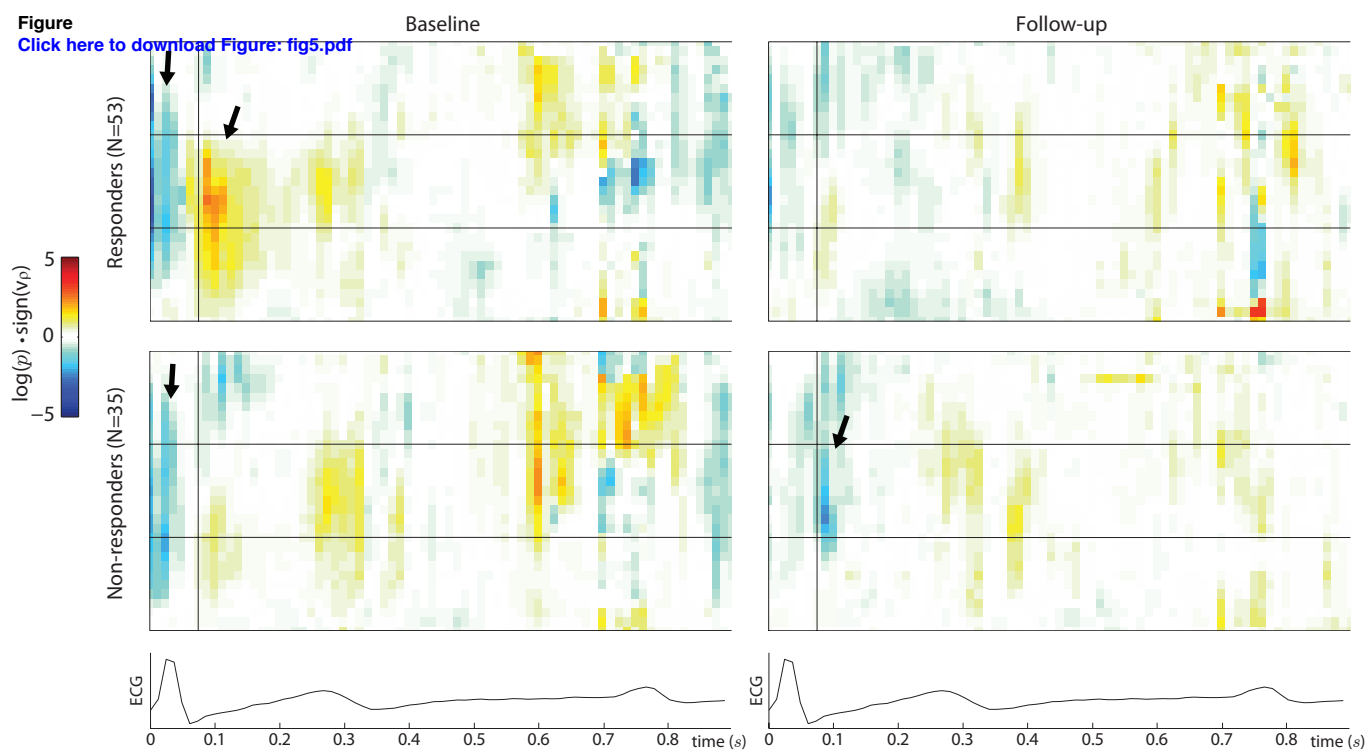 Figure
Click here to download Figure: fig5.pdf
Baseline
Follow-up
Responders (N=53)
Non-responders (N=35)
log(p) • sign(vρ)
5
0
−5
ECG
0 0.1 0.2 0.3 0.4 0.5 0.6 0.7 0.8 time (s)
ECG
0 0.1 0.2 0.3 0.4 0.5 0.6 0.7 0.8 time (s)